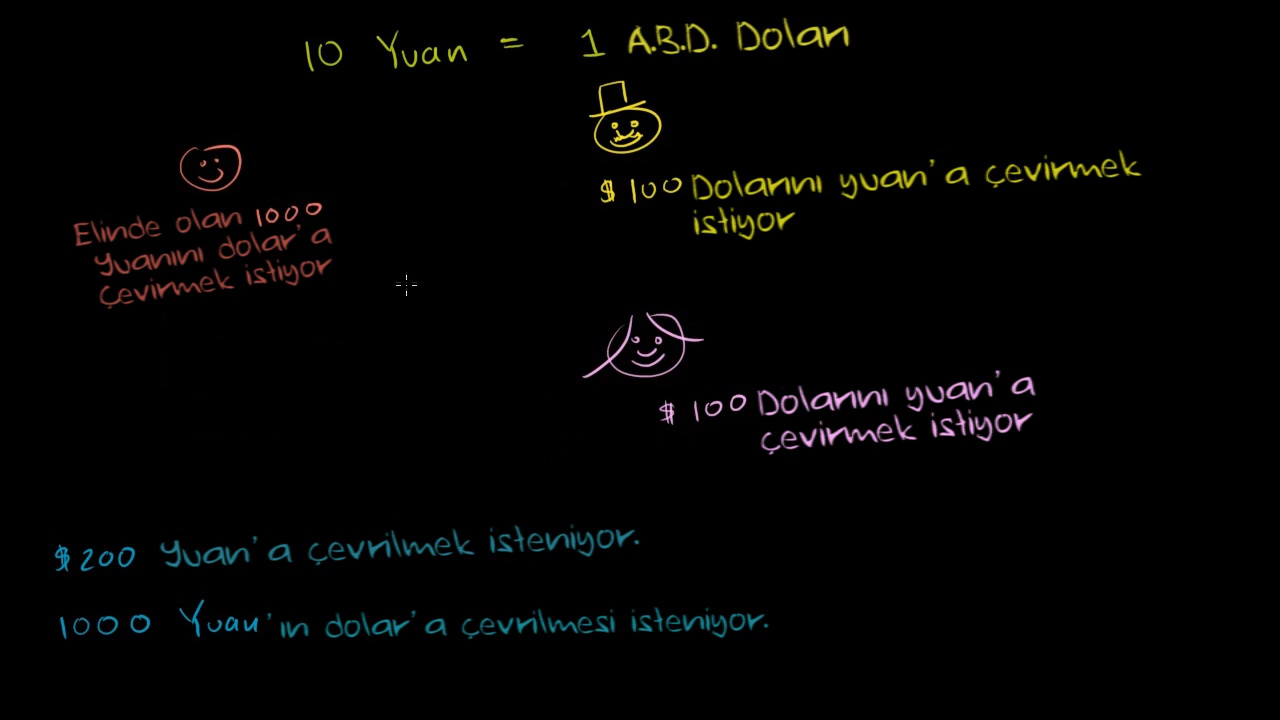 10 Yuan = 1 A.B.D. Doları
$100 Dolarını yuan'a çevirmek
istiyor
Elinde olan 1000
yuanını dolar'a
çevirmek istiyor
$100 Dolarını yuan'a
çevirmek istiyor
$200 Yuan'a çevrilmek isteniyor.
1000 Yuan'ın dolar'a çevrilmesi isteniyor.